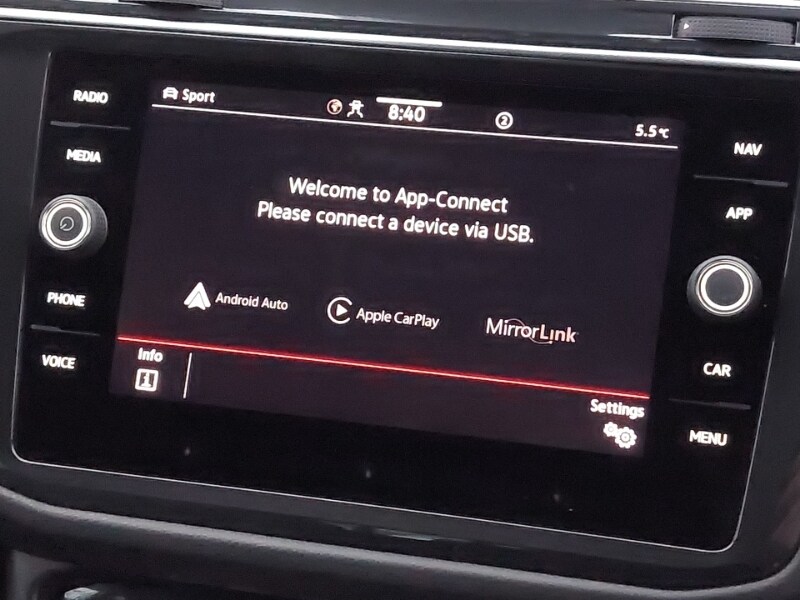 RADIO
MEDIA
PHONE
VOICE
Sport
8:40
2
5.5°C
Welcome to App-Connect
Please connect a device via USB.
Android Auto
Apple CarPlay
MirrorLink
Info
i
Settings
NAV
APP
CAR
MENU